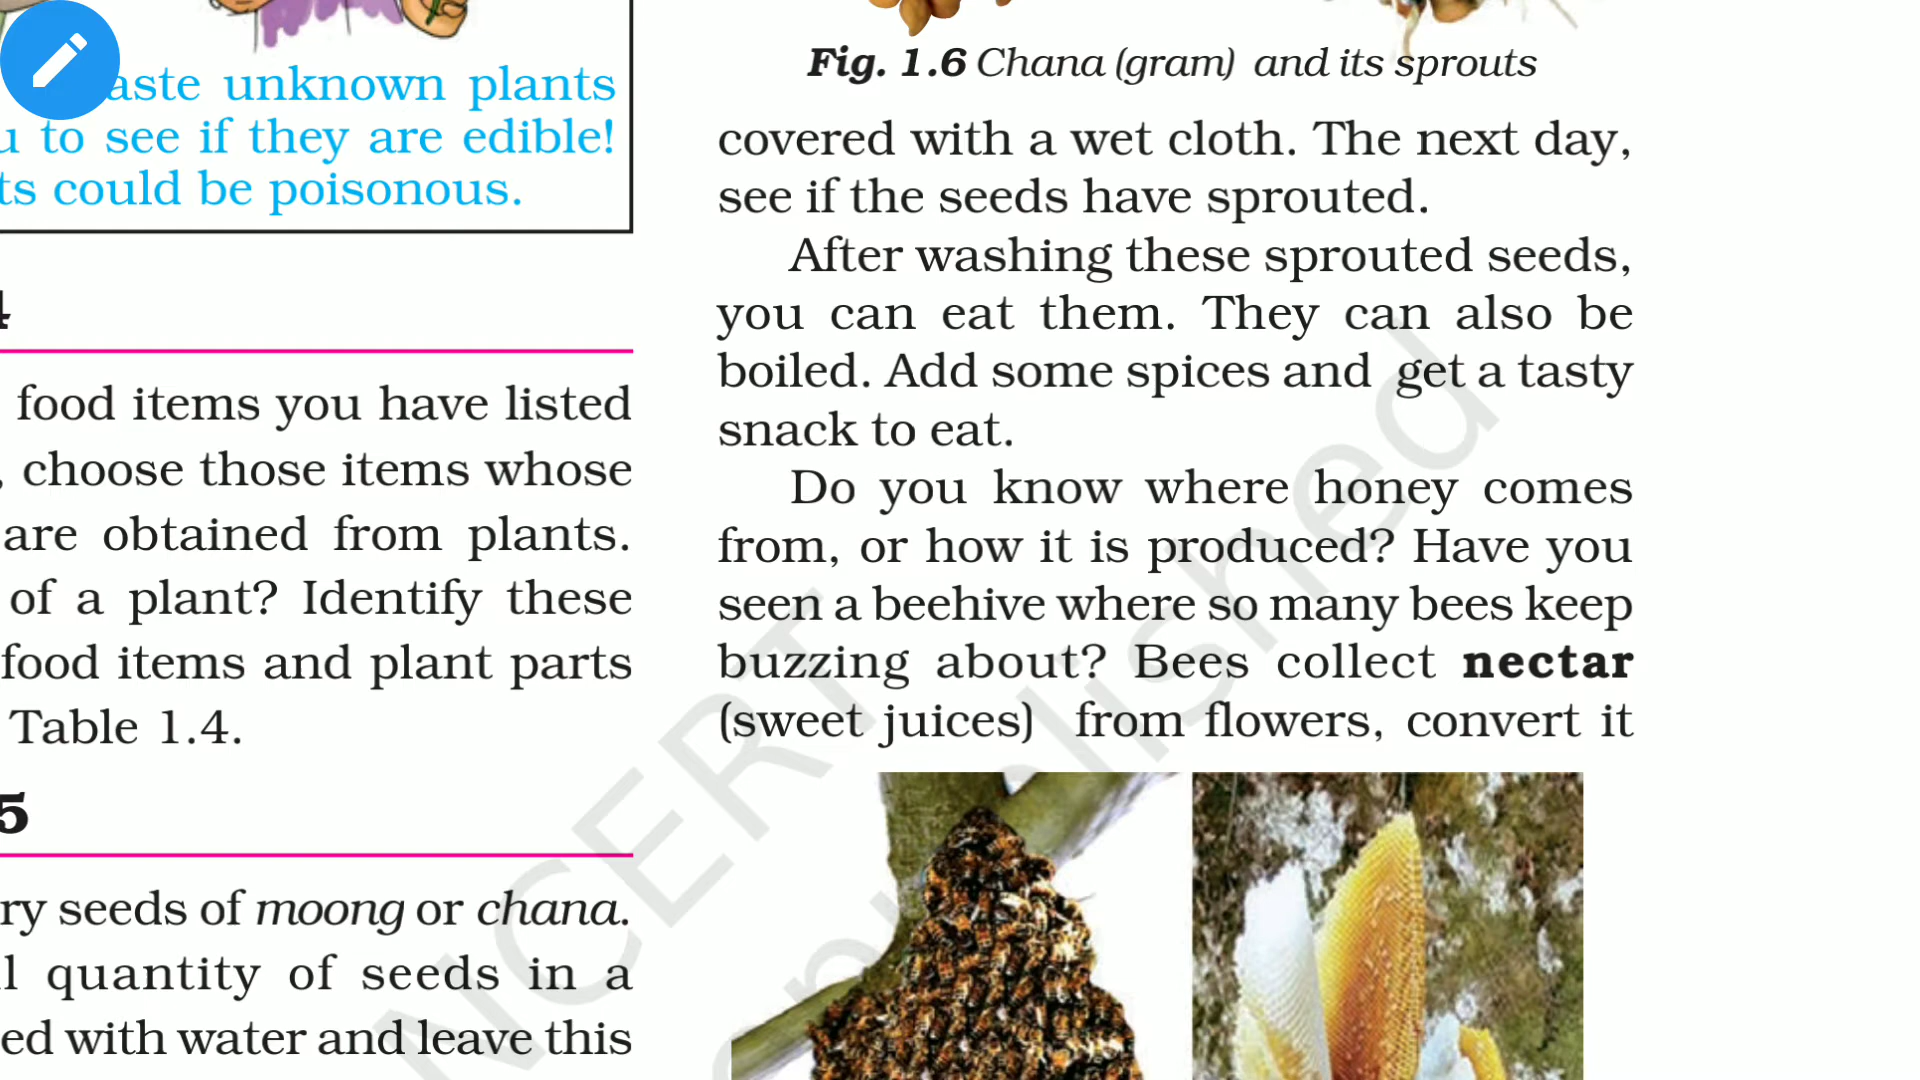 aste unknown plants
u to see if they are edible!
ts could be poisonous.
4
food items you have listed
, choose those items whose
are obtained from plants.
of a plant? Identify these
food items and plant parts
Table 1.4.
5
ry seeds of moong or chana.
l quantity of seeds in a
ed with water and leave this
Fig. 1.6 Chana (gram) and its sprouts
covered with a wet cloth. The next day,
see if the seeds have sprouted.
After washing these sprouted seeds,
you can eat them. They can also be
boiled. Add some spices and get a tasty
snack to eat.
Do you know where honey comes
from, or how it is produced? Have you
seen a beehive where so many bees keep
buzzing about? Bees collect nectar
(sweet juices) from flowers, convert it
NCERT